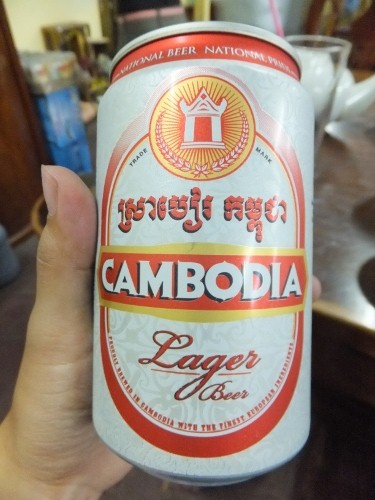 NATIONAL BEER NATIONAL PRIDE
TRADE MARK
ស្រាបៀរ កម្ពុជា
CAMBODIA
Lager
Beer
PROUDLY BREWED IN CAMBODIA WITH THE FINEST EUROPEAN INGREDIENTS